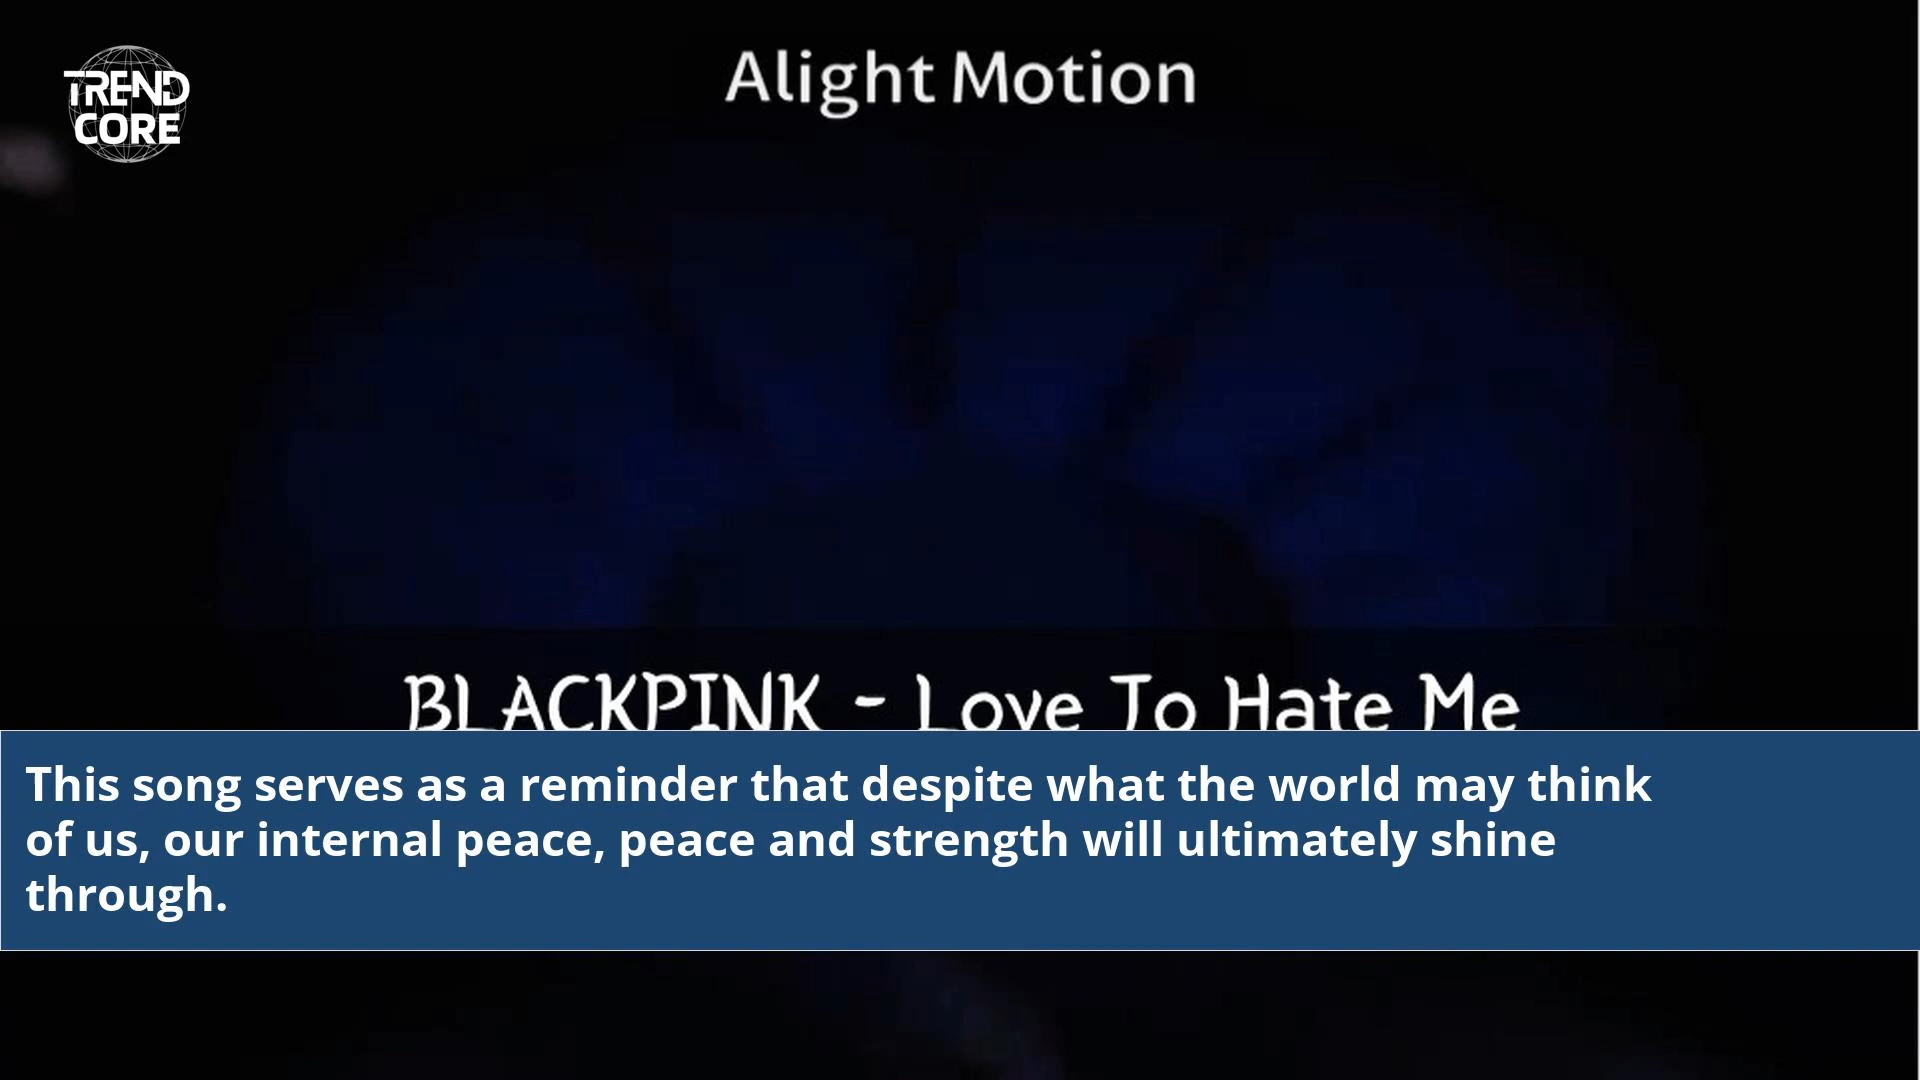 TREND
CORE
Alight Motion
BLACKPINK - Love To Hate Me
This song serves as a reminder that despite what the world may think
of us, our internal peace, peace and strength will ultimately shine
through.